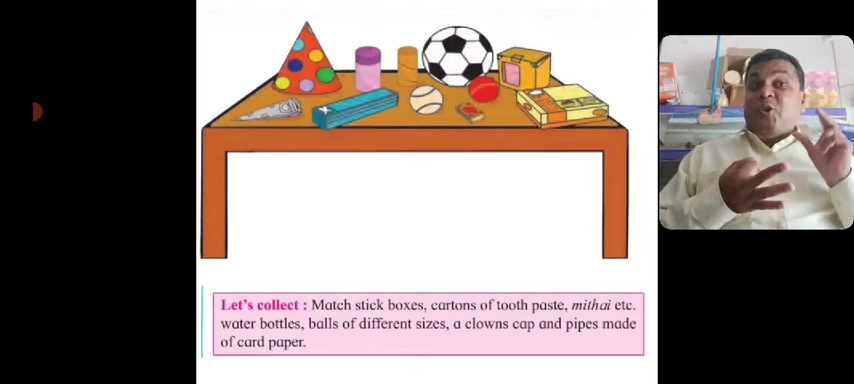 Let's collect : Match stick boxes, cartons of tooth paste, mithai etc.
water bottles, balls of different sizes, a clowns cap and pipes made
of card paper.